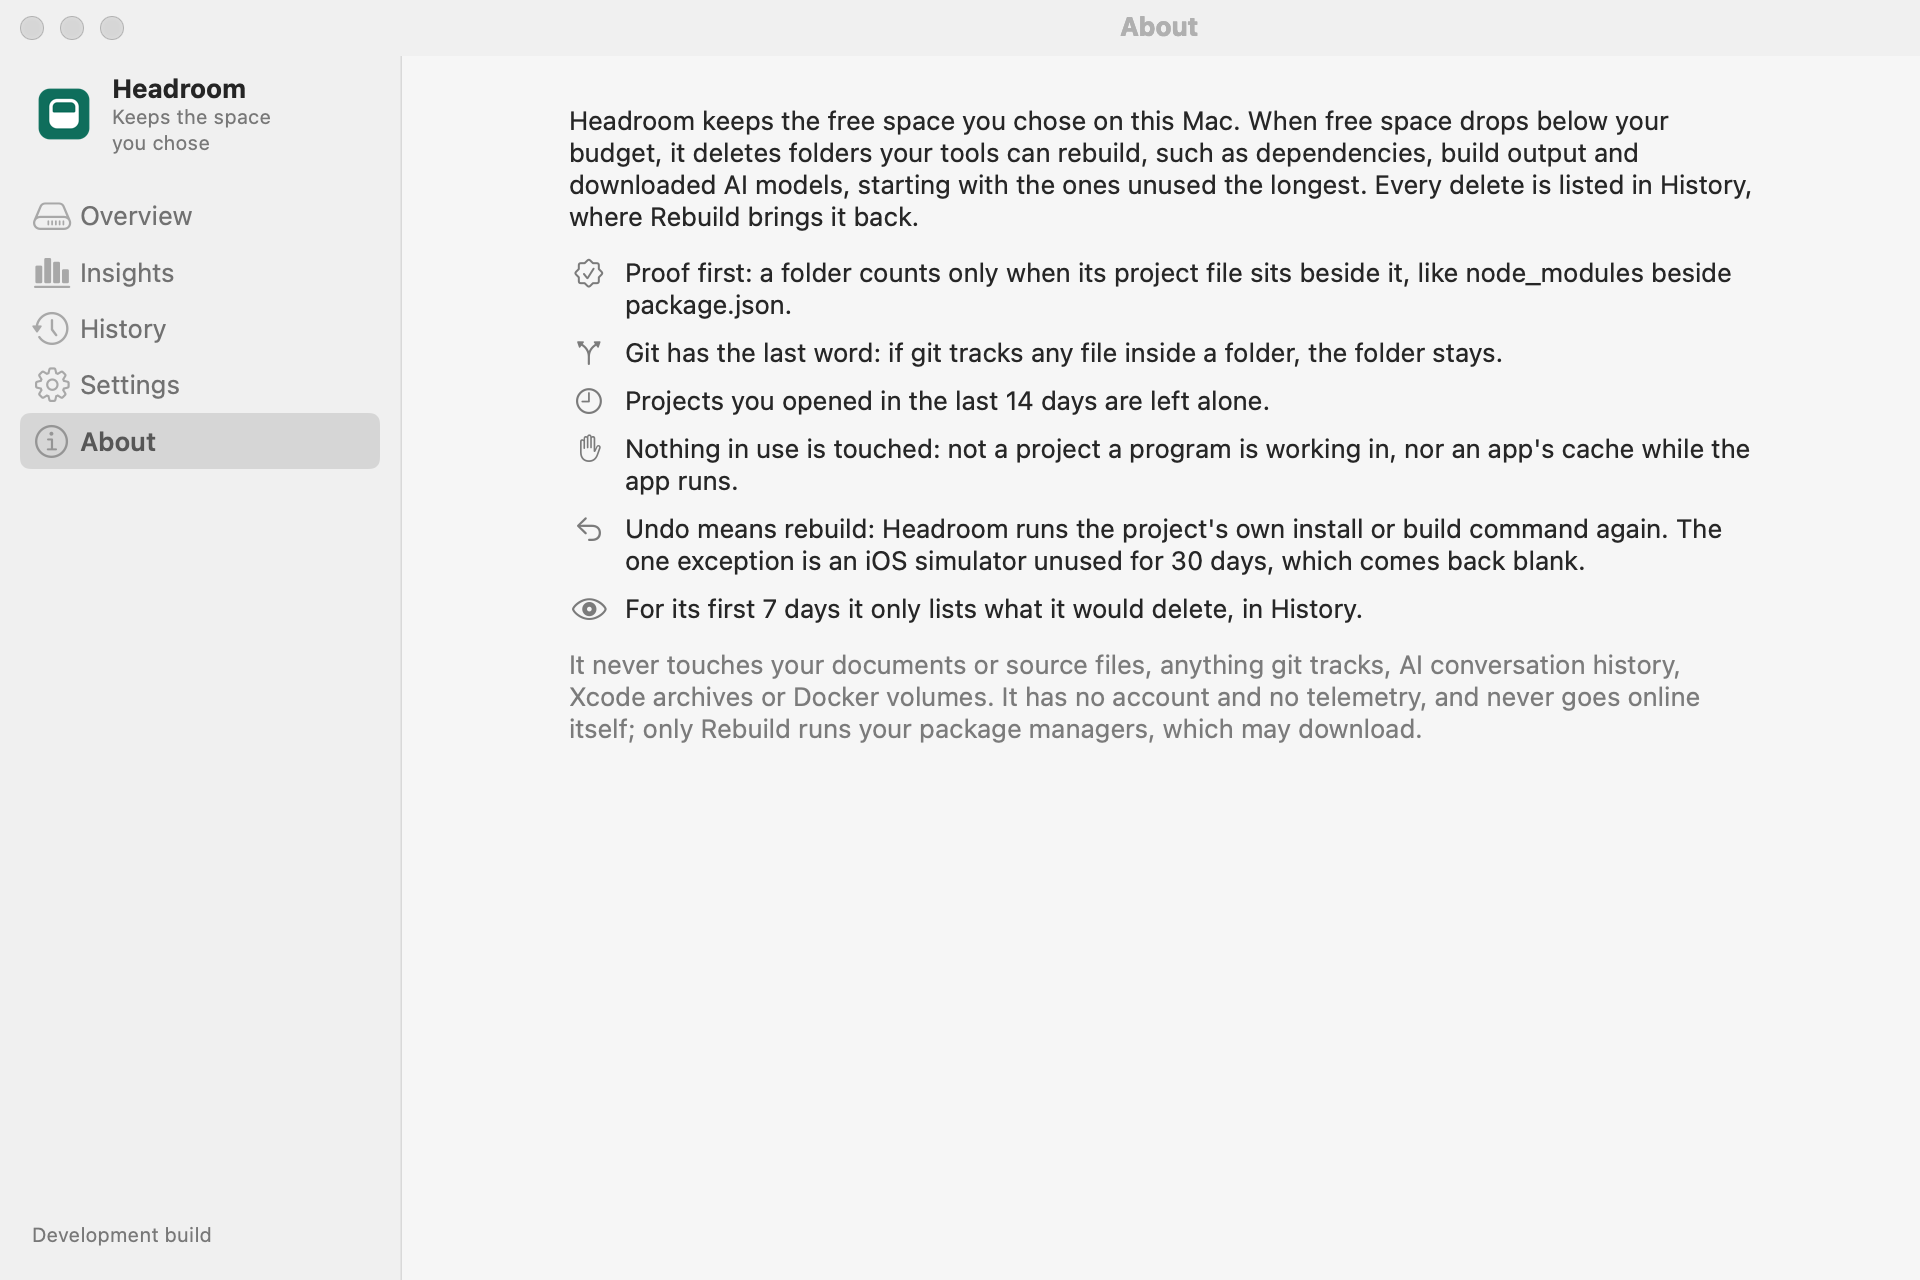 About
Headroom
Keeps the space
you chose
Overview
Insights
History
Settings
About
Development build
Headroom keeps the free space you chose on this Mac. When free space drops below your
budget, it deletes folders your tools can rebuild, such as dependencies, build output and
downloaded AI models, starting with the ones unused the longest. Every delete is listed in History,
where Rebuild brings it back.
Proof first: a folder counts only when its project file sits beside it, like node_modules beside
package.json.
Git has the last word: if git tracks any file inside a folder, the folder stays.
Projects you opened in the last 14 days are left alone.
Nothing in use is touched: not a project a program is working in, nor an app's cache while the
app runs.
Undo means rebuild: Headroom runs the project's own install or build command again. The
one exception is an iOS simulator unused for 30 days, which comes back blank.
For its first 7 days it only lists what it would delete, in History.
It never touches your documents or source files, anything git tracks, AI conversation history,
Xcode archives or Docker volumes. It has no account and no telemetry, and never goes online
itself; only Rebuild runs your package managers, which may download.